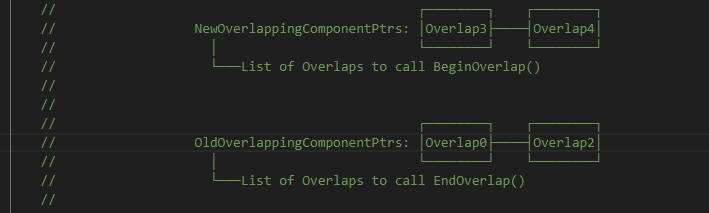 //
// NewOverlappingComponentPtrs: Overlap3 Overlap4
//
// List of Overlaps to call BeginOverlap()
//
//
//
// OldOverlappingComponentPtrs: Overlap0 Overlap2
//
// List of Overlaps to call EndOverlap()
//